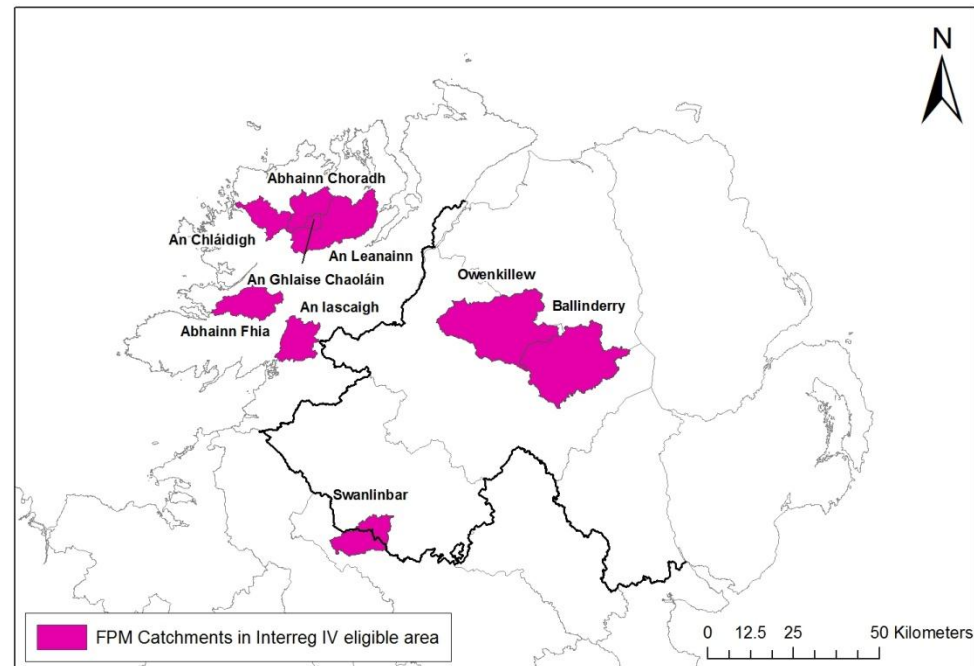 N
Abhainn Choradh
An Chláidigh
An Leanainn
An Ghlaise Chaoláin
An Iascaigh
Abhainn Fhia
Owenkillew
Ballinderry
Swanlinbar
FPM Catchments in Interreg IV eligible area
0 12.5 25 50 Kilometers